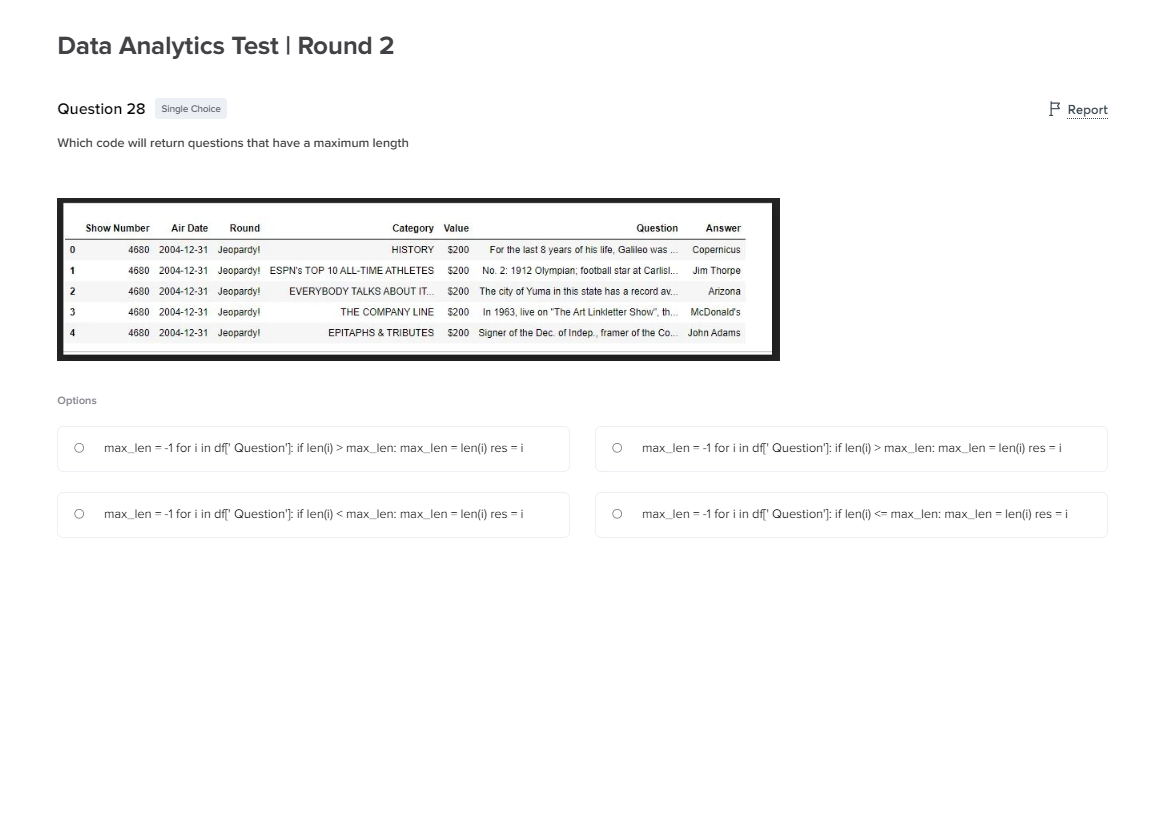 Data Analytics Test | Round 2
Question 28 Single Choice Report
Which code will return questions that have a maximum length
Show Number Air Date Round Category Value Question Answer
0 4680 2004-12-31 Jeopardy! HISTORY $200 For the last 8 years of his life, Galileo was ... Copernicus
1 4680 2004-12-31 Jeopardy! ESPN's TOP 10 ALL-TIME ATHLETES $200 No. 2: 1912 Olympian; football star at Carlisl... Jim Thorpe
2 4680 2004-12-31 Jeopardy! EVERYBODY TALKS ABOUT IT... $200 The city of Yuma in this state has a record av... Arizona
3 4680 2004-12-31 Jeopardy! THE COMPANY LINE $200 In 1963, live on "The Art Linkletter Show", th... McDonald's
4 4680 2004-12-31 Jeopardy! EPITAPHS & TRIBUTES $200 Signer of the Dec. of Indep., framer of the Co... John Adams
Options
max_len = -1 for i in df[' Question']: if len(i) > max_len: max_len = len(i) res = i
max_len = -1 for i in df[' Question']: if len(i) > max_len: max_len = len(i) res = i
max_len = -1 for i in df[' Question']: if len(i) < max_len: max_len = len(i) res = i
max_len = -1 for i in df[' Question']: if len(i) <= max_len: max_len = len(i) res = i